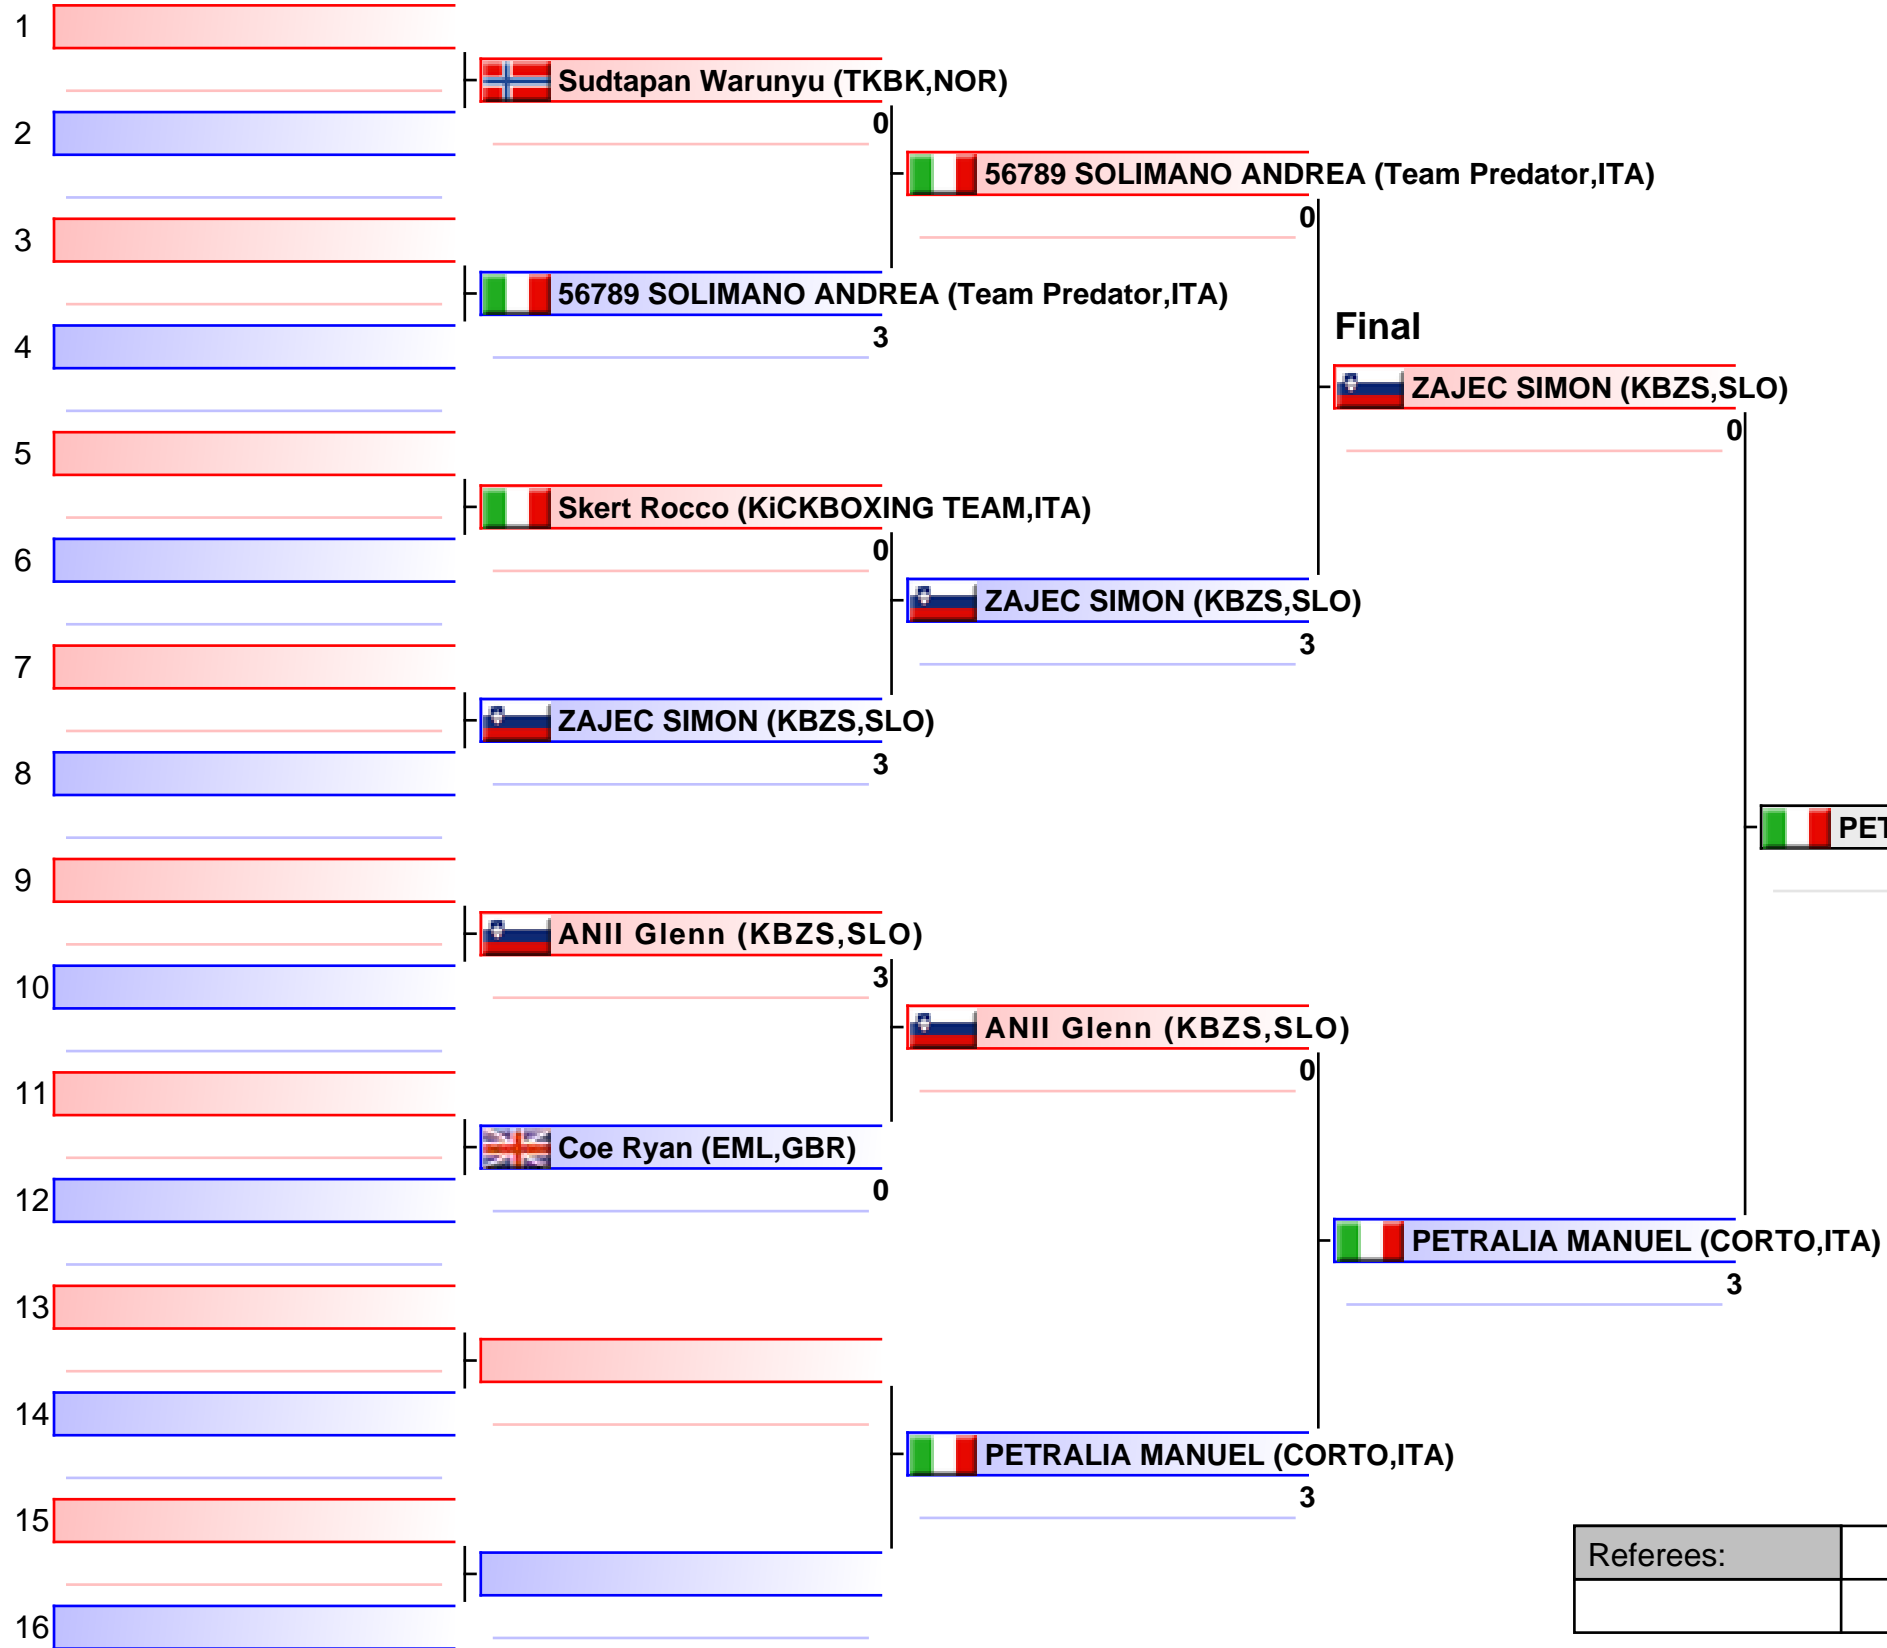 1
Sudtapan Warunyu (TKBK,NOR)
2
0
56789 SOLIMANO ANDREA (Team Predator,ITA)
0
3
56789 SOLIMANO ANDREA (Team Predator,ITA)
3
4
Final
ZAJEC SIMON (KBZS,SLO)
0
5
Skert Rocco (KiCKBOXING TEAM,ITA)
0
6
ZAJEC SIMON (KBZS,SLO)
3
7
ZAJEC SIMON (KBZS,SLO)
3
8
PET
9
ANII Glenn (KBZS,SLO)
3
10
ANII Glenn (KBZS,SLO)
0
11
Coe Ryan (EML,GBR)
0
12
PETRALIA MANUEL (CORTO,ITA)
3
13
14
PETRALIA MANUEL (CORTO,ITA)
3
15
Referees:
16